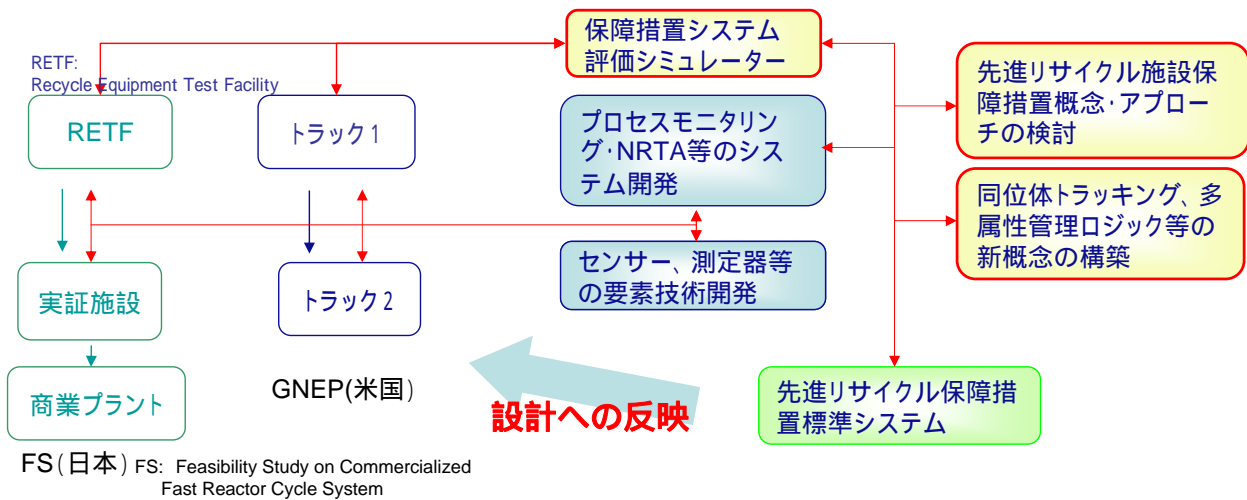 保障措置システム
評価シミュレーター
RETF:
Recycle Equipment Test Facility
先進リサイクル施設保
障措置概念・アプロー
チの検討
RETF
トラック1
プロセスモニタリン
グ・NRTA等のシス
テム開発
同位体トラッキング、多
属性管理ロジック等の
新概念の構築
センサー、測定器等
の要素技術開発
実証施設
トラック2
商業プラント
GNEP(米国)
設計への反映
先進リサイクル保障措
置標準システム
FS(日本) FS: Feasibility Study on Commercialized
Fast Reactor Cycle System